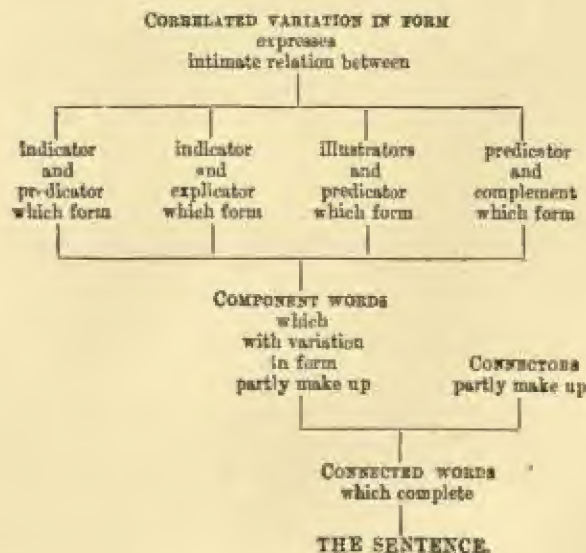 CORRELATED VARIATION IN FORM
expresses
intimate relation between
indicator and predicator which form
indicator and explicator which form
illustrators and predicator which form
predicator and complement which form
COMPONENT WORDS
which
with variation
in form
partly make up
CONNECTORS
partly make up
CONNECTED WORDS
which complete
THE SENTENCE.